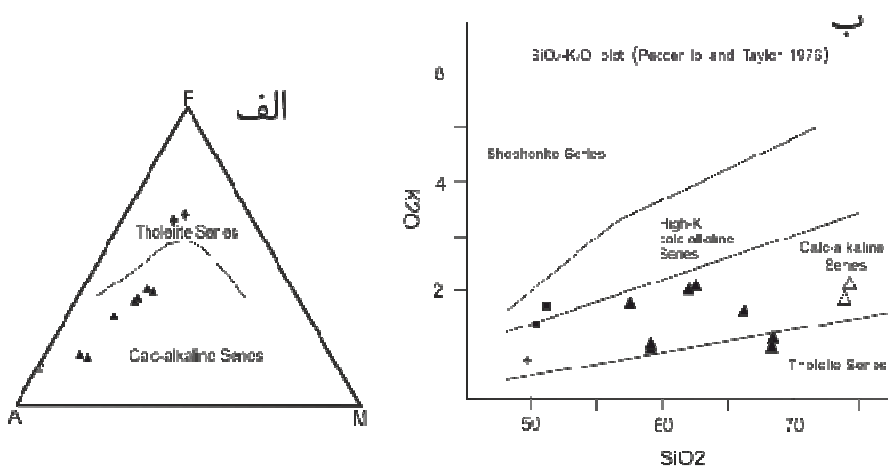 الف
F
Tholeiite Series
Calc-alkaline Series
A
M
ب
SiO2-K2O plot (Peccerillo and Taylor 1976)
8
Shoshonite Series
4
K2O
High-K
calc-alkaline
Series
Calc-alkaline
Series
2
Tholeiite Series
50
60
70
SiO2